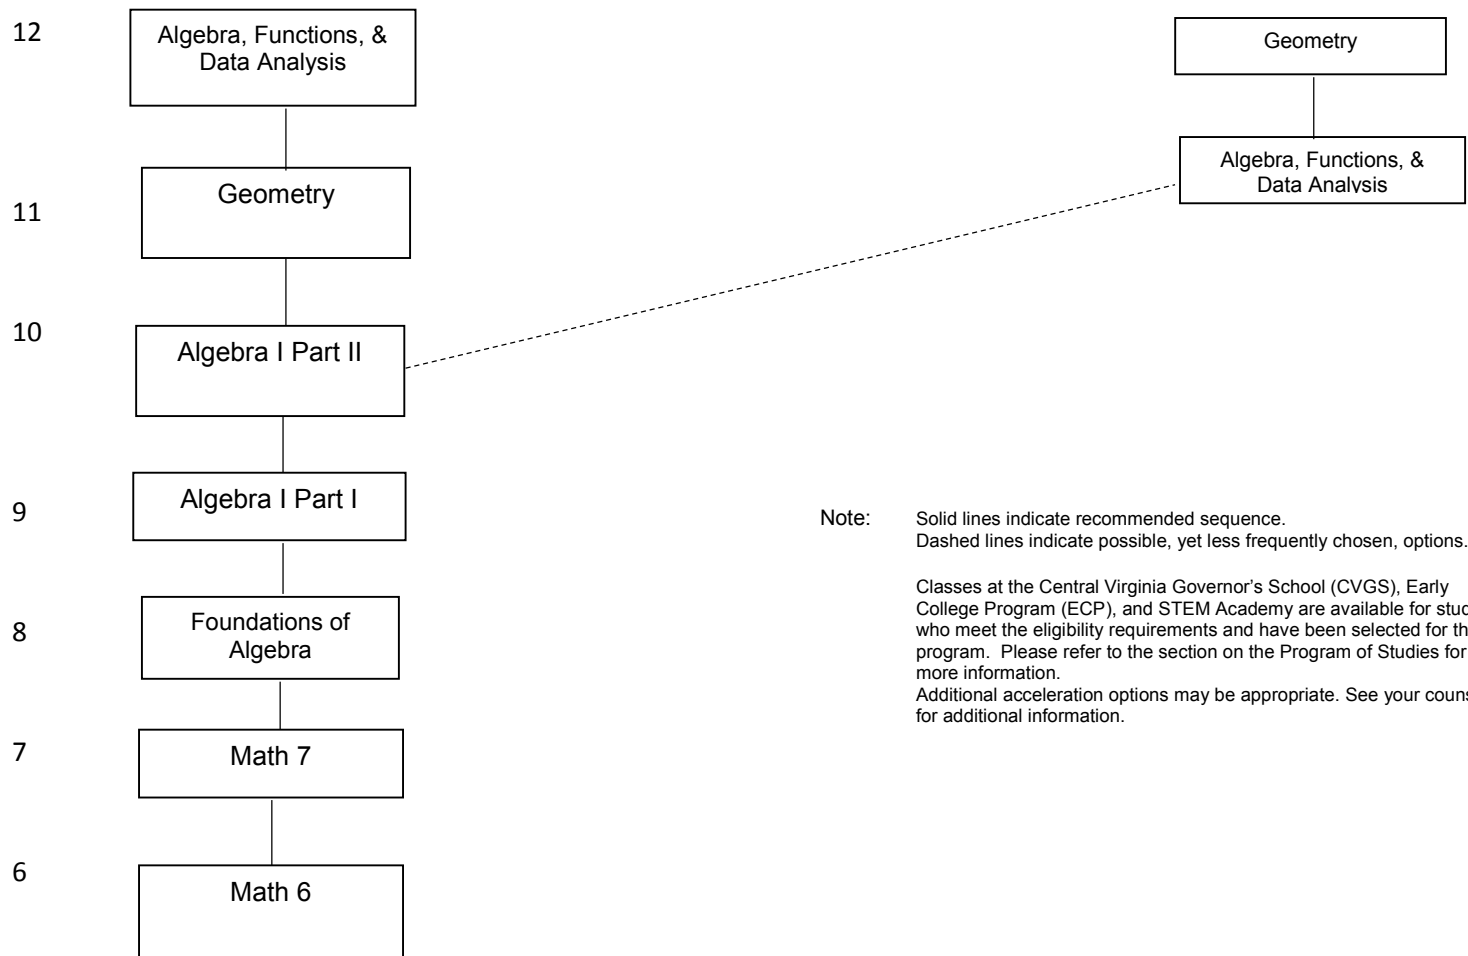 12
Algebra, Functions, &
Data Analysis
Geometry
Algebra, Functions, &
Data Analysis
11
Geometry
10
Algebra I Part II
9
Algebra I Part I
Note:
Solid lines indicate recommended sequence.
Dashed lines indicate possible, yet less frequently chosen, options.
Classes at the Central Virginia Governor’s School (CVGS), Early
College Program (ECP), and STEM Academy are available for
who meet the eligibility requirements and have been selected for
program. Please refer to the section on the Program of Studies for
more information.
Additional acceleration options may be appropriate. See your
for additional information.
8
Foundations of
Algebra
7
Math 7
6
Math 6